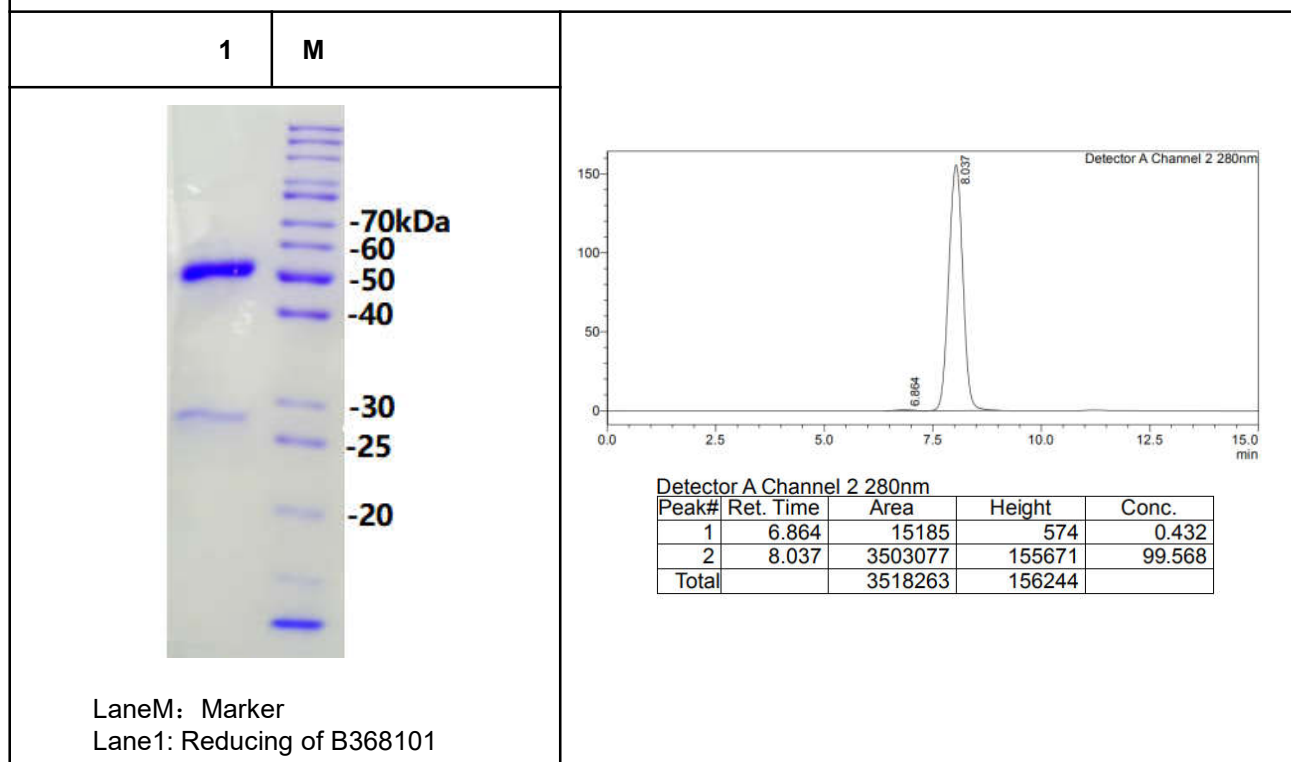 1 M
-70kDa
-60
-50
-40
-30
-25
-20
LaneM：Marker
Lane1: Reducing of B368101
Detector A Channel 2 280nm
150
100
50
0
8.037
6.864
0.0 2.5 5.0 7.5 10.0 12.5 15.0
min
Detector A Channel 2 280nm
Peak# Ret. Time Area Height Conc.
1 6.864 15185 574 0.432
2 8.037 3503077 155671 99.568
Total 3518263 156244